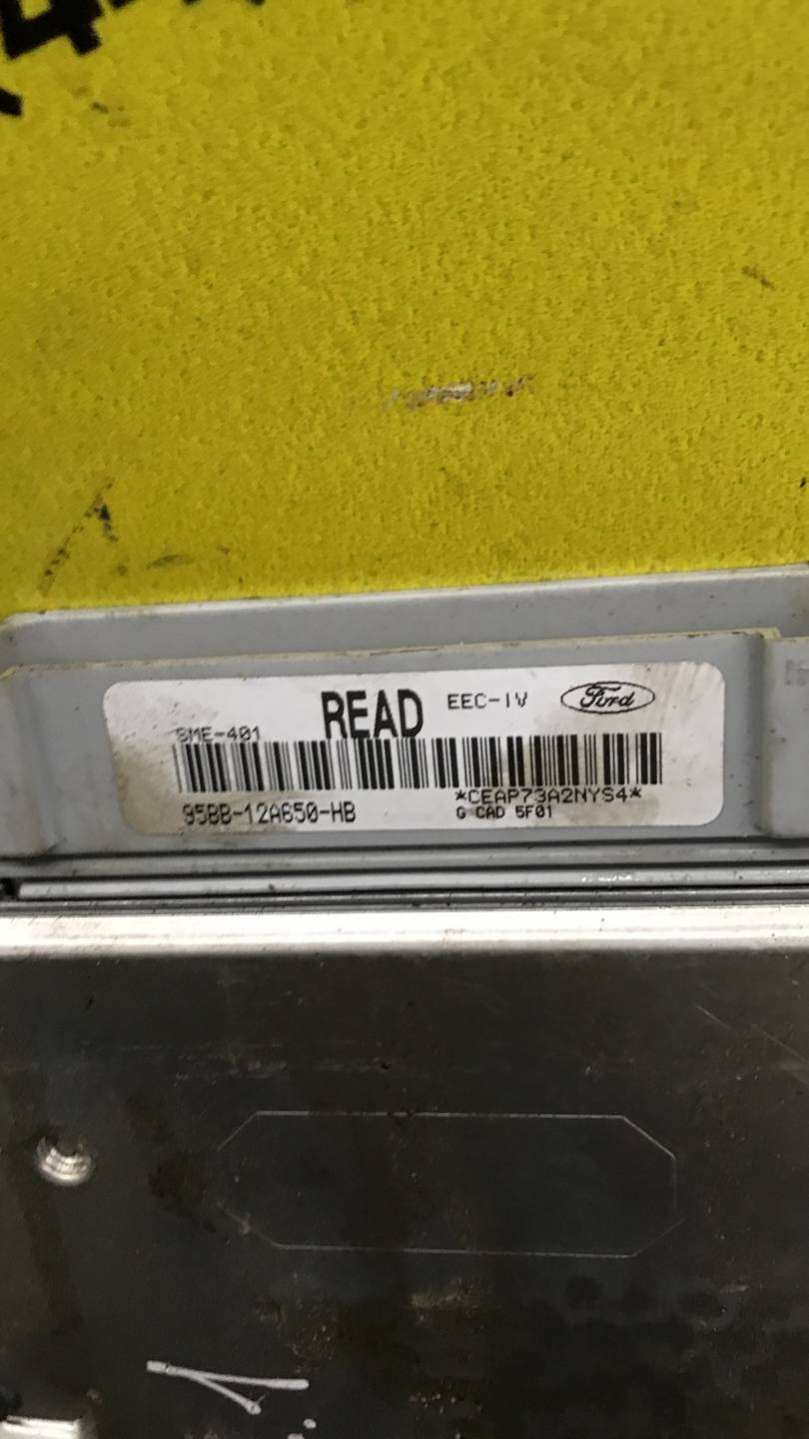 READ
EEC-IV
Ford
SME-401
95BB-12A650-HB
*CEAP73A2NYS4*
G CAD 5F01